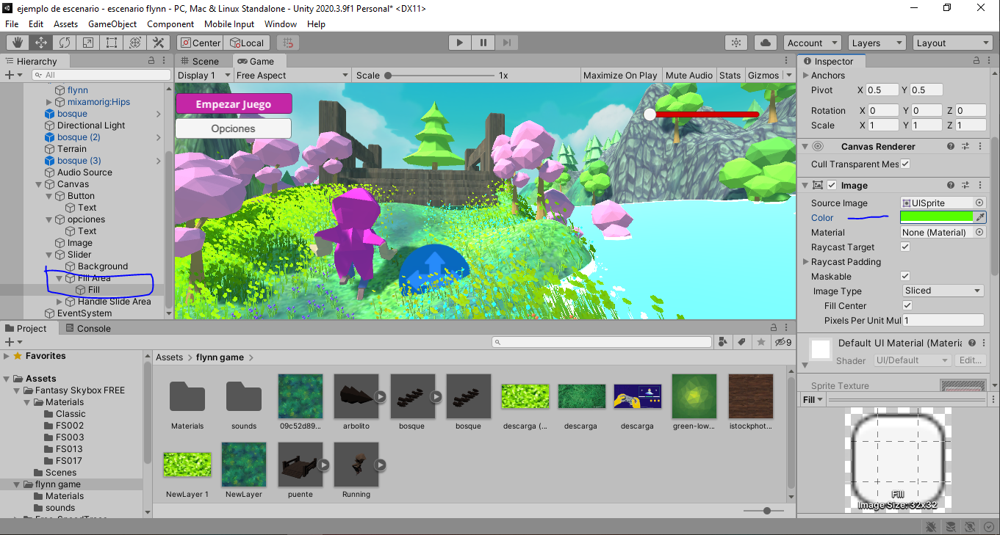 ejemplo de escenario - escenario flynn - PC, Mac & Linux Standalone - Unity 2020.3.9f1 Personal* <DX11>
File Edit Assets GameObject Component Mobile Input Window Help
Center Local Account Layers Layout
Hierarchy
All
flynn
mixamorig:Hips
bosque
Directional Light
bosque (2)
Terrain
bosque (3)
Audio Source
Canvas
Button
Text
opciones
Text
Image
Slider
Background
Fill Area
Fill
Handle Slide Area
EventSystem
Scene Game
Display 1 Free Aspect Scale 1x Maximize On Play Mute Audio Stats Gizmos
Empezar Juego
Opciones
Inspector
Anchors
Pivot X 0.5 Y 0.5
Rotation X 0 Y 0 Z 0
Scale X 1 Y 1 Z 1
Canvas Renderer
Cull Transparent Mes
Image
Source Image UISprite
Color
Material None (Material)
Raycast Target
Raycast Padding
Maskable
Image Type Sliced
Fill Center
Pixels Per Unit Mul 1
Default UI Material (Materia
Shader UI/Default Edit...
Sprite Texture
Fill
Fill
Image Size: 32x32
Project Console
9
Favorites
Assets
Fantasy Skybox FREE
Materials
Classic
FS002
FS003
FS013
FS017
Scenes
flynn game
Materials
sounds
Assets > flynn game >
Materials sounds 09c52d89... arbolito bosque bosque descarga (... descarga descarga green-low... istockphot...
NewLayer 1 NewLayer puente Running